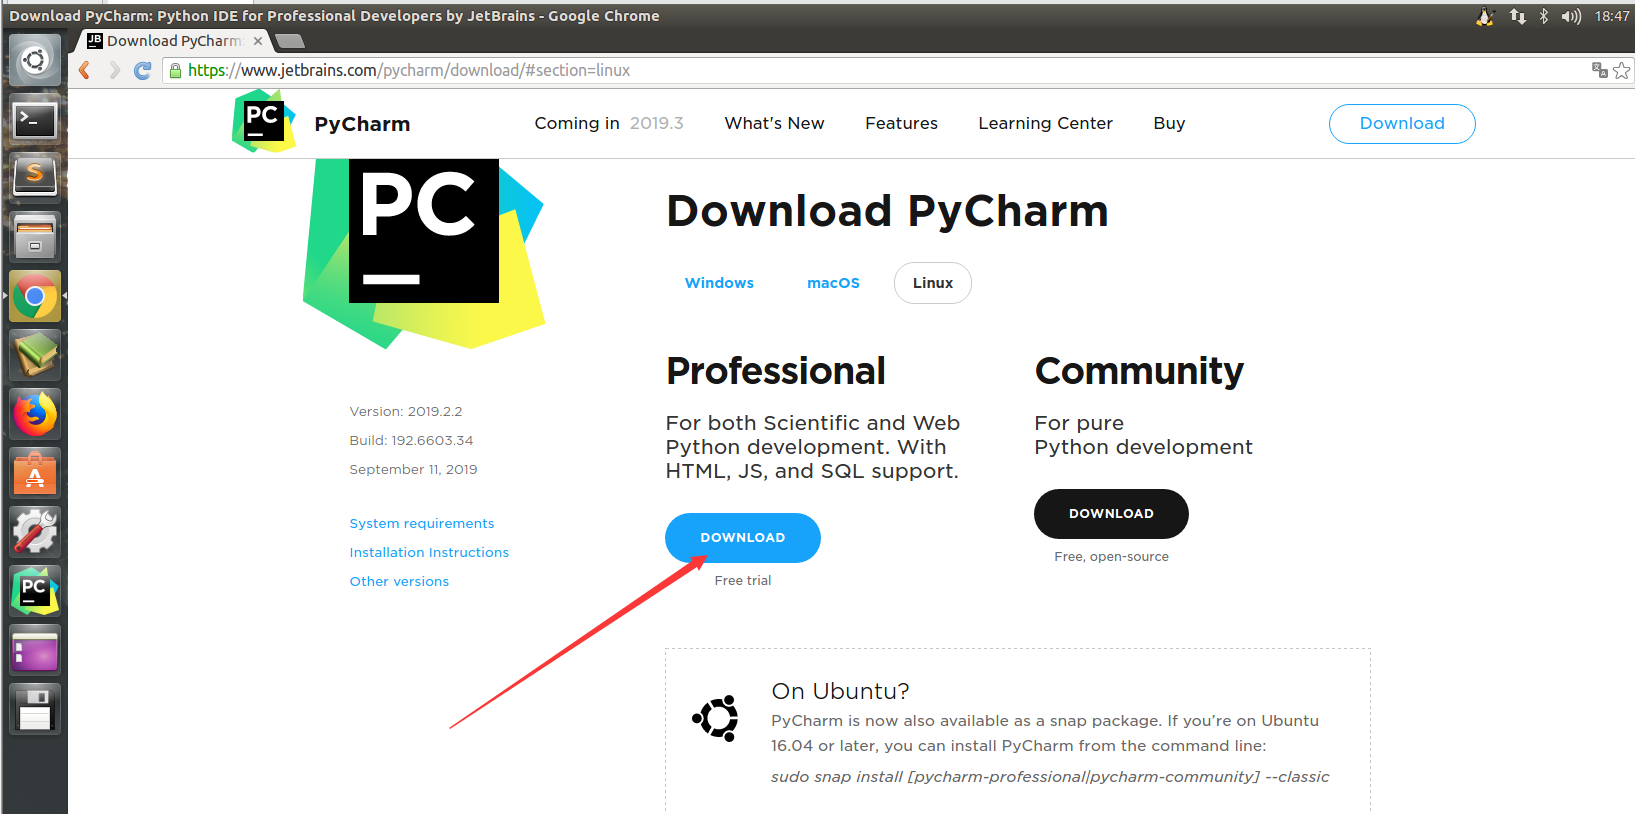 Download PyCharm: Python IDE for Professional Developers by JetBrains - Google Chrome
18:47
JB Download PyCharm:
https://www.jetbrains.com/pycharm/download/#section=linux
PC
PyCharm
Coming in 2019.3
What's New
Features
Learning Center
Buy
Download
PC
Download PyCharm
Windows
macOS
Linux
Professional
For both Scientific and Web
Python development. With
HTML, JS, and SQL support.
DOWNLOAD
Free trial
Community
For pure
Python development
DOWNLOAD
Free, open-source
Version: 2019.2.2
Build: 192.6603.34
September 11, 2019
System requirements
Installation Instructions
Other versions
On Ubuntu?
PyCharm is now also available as a snap package. If you’re on Ubuntu
16.04 or later, you can install PyCharm from the command line:
sudo snap install [pycharm-professional|pycharm-community] --classic
S
A
PC